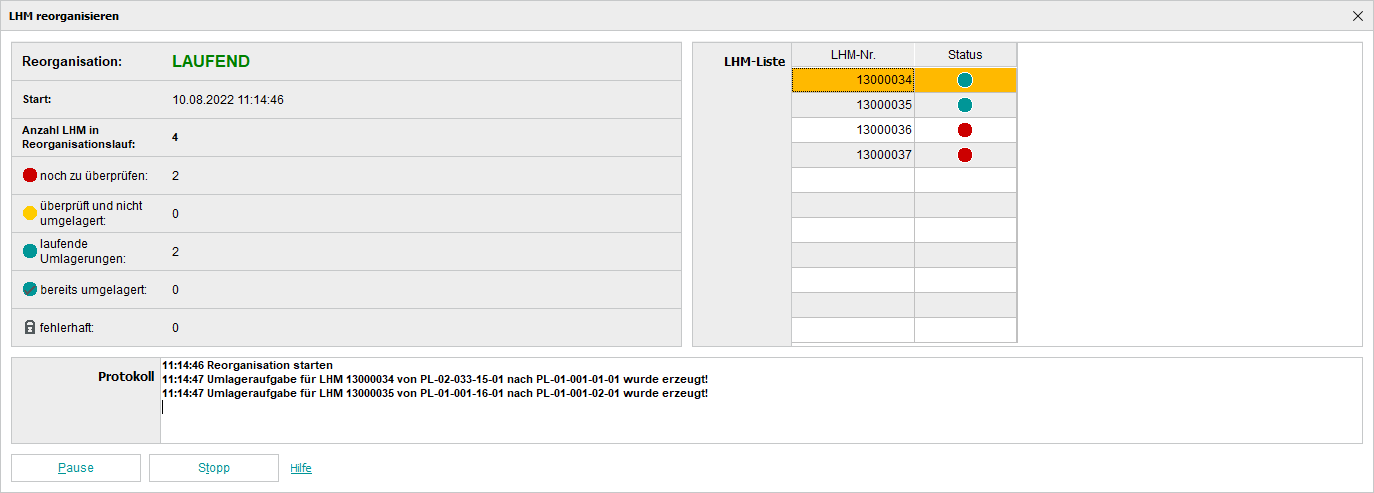 LHM reorganisieren
Reorganisation: LAUFEND
Start: 10.08.2022 11:14:46
Anzahl LHM in
Reorganisationslauf: 4
noch zu überprüfen: 2
überprüft und nicht
umgelagert: 0
laufende
Umlagerungen: 2
bereits umgelagert: 0
fehlerhaft: 0
LHM-Liste
LHM-Nr. Status
13000034
13000035
13000036
13000037
Protokoll
11:14:46 Reorganisation starten
11:14:47 Umlageraufgabe für LHM 13000034 von PL-02-033-15-01 nach PL-01-001-01-01 wurde erzeugt!
11:14:47 Umlageraufgabe für LHM 13000035 von PL-01-001-16-01 nach PL-01-001-02-01 wurde erzeugt!
Pause Stopp Hilfe